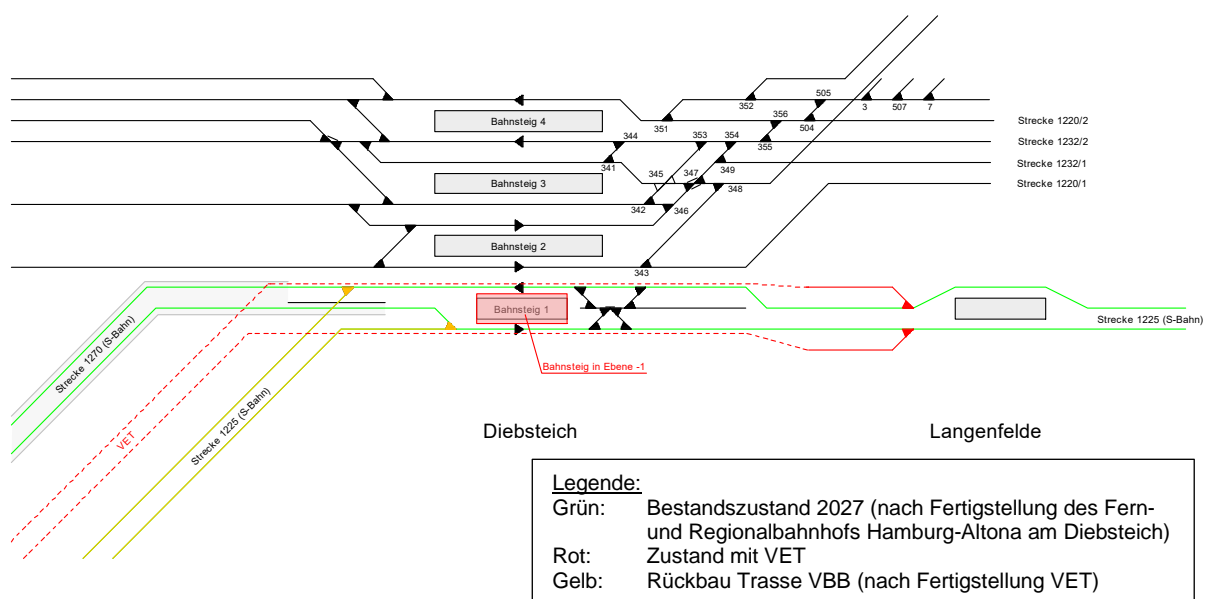 505
352
3
507
7
356
351
504
Bahnsteig 4
Strecke 1220/2
344
353
354
355
Strecke 1232/2
341
349
Strecke 1232/1
345
347
Bahnsteig 3
348
Strecke 1220/1
342
346
Bahnsteig 2
343
Bahnsteig 1
Strecke 1225 (S-Bahn)
Strecke 1270 (S-Bahn)
Bahnsteig in Ebene -1
VET
Strecke 1225 (S-Bahn)
Diebsteich
Langenfelde
Legende:
Grün: Bestandszustand 2027 (nach Fertigstellung des Fern-
und Regionalbahnhofs Hamburg-Altona am Diebsteich)
Rot: Zustand mit VET
Gelb: Rückbau Trasse VBB (nach Fertigstellung VET)